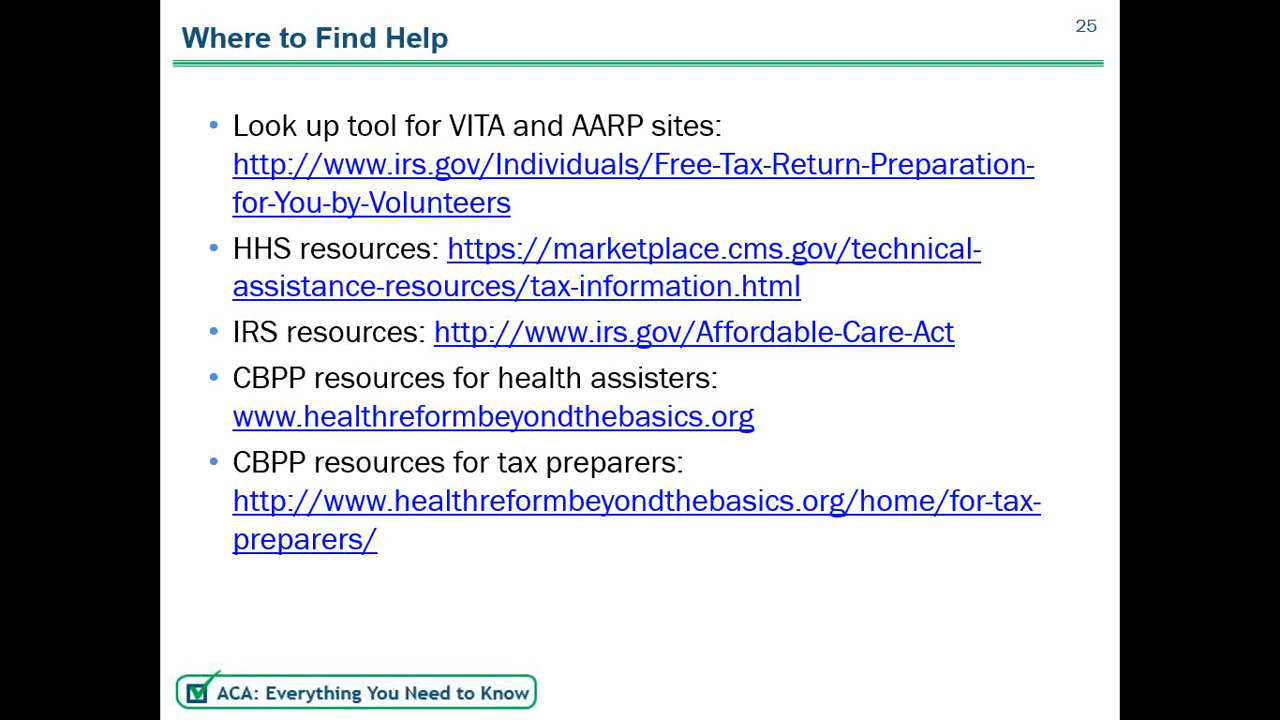 Where to Find Help
25
• Look up tool for VITA and AARP sites:
http://www.irs.gov/Individuals/Free-Tax-Return-Preparation-
for-You-by-Volunteers
• HHS resources: https://marketplace.cms.gov/technical-
assistance-resources/tax-information.html
• IRS resources: http://www.irs.gov/Affordable-Care-Act
• CBPP resources for health assisters:
www.healthreformbeyondthebasics.org
• CBPP resources for tax preparers:
http://www.healthreformbeyondthebasics.org/home/for-tax-
preparers/
ACA: Everything You Need to Know